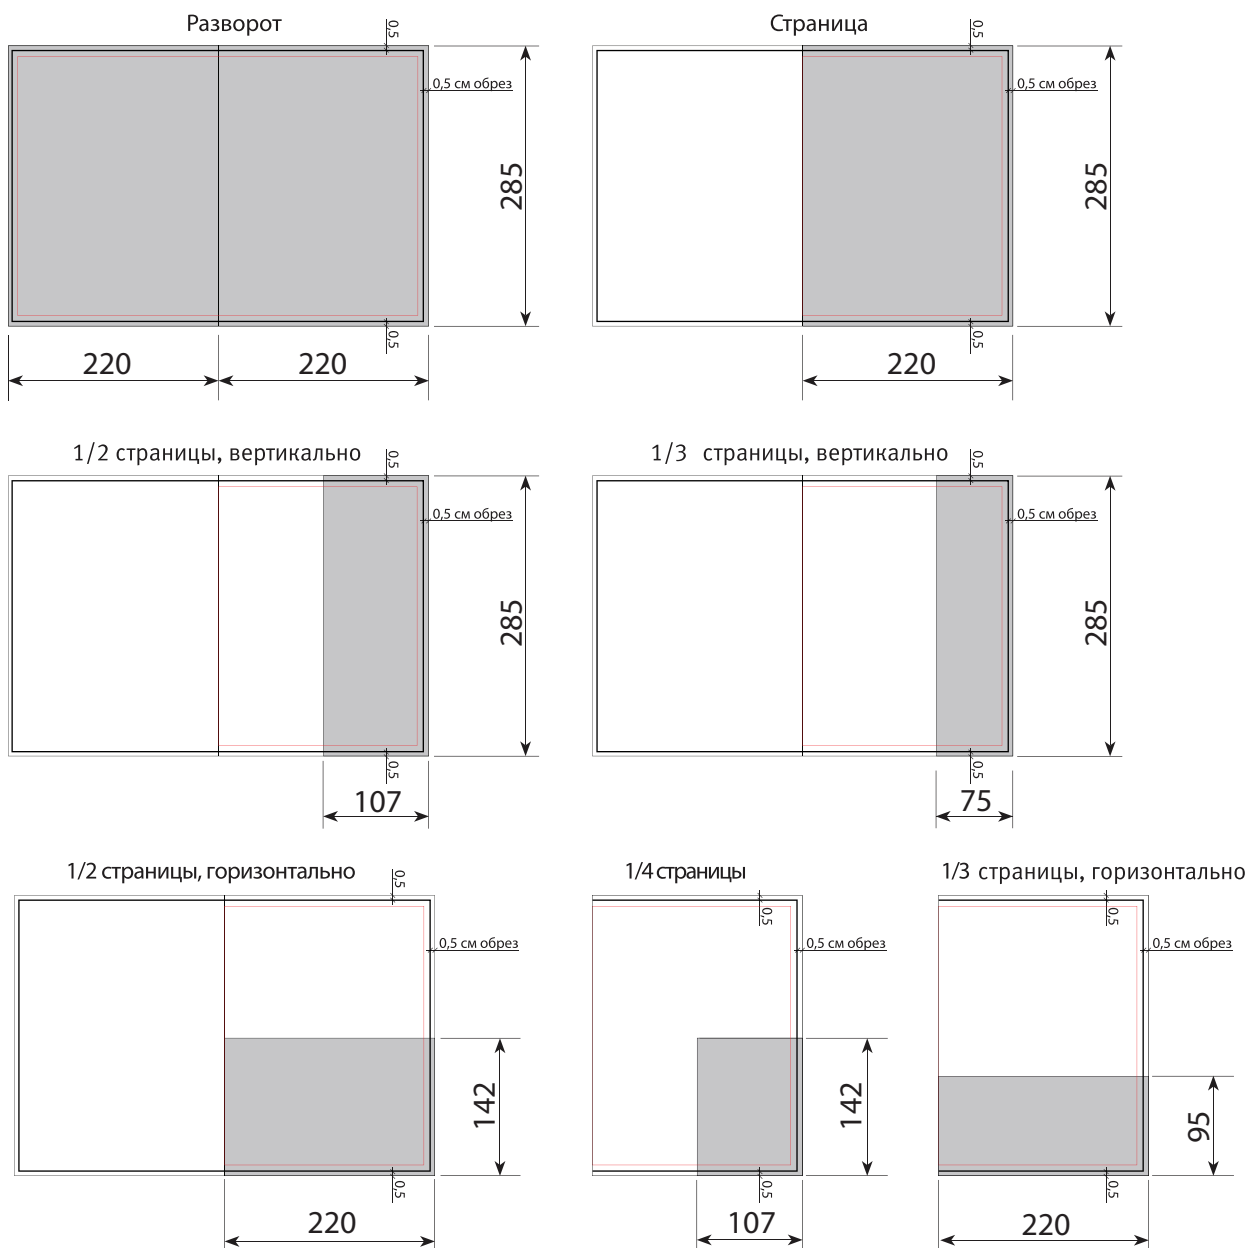 Разворот
0,5
0,5 см обрез
285
0,5
220
220
Страница
0,5
0,5 см обрез
285
0,5
220
1/2 страницы, вертикально
0,5
0,5 см обрез
285
0,5
107
1/3 страницы, вертикально
0,5
0,5 см обрез
285
0,5
75
1/2 страницы, горизонтально
0,5
0,5 см обрез
142
0,5
220
1/4 страницы
0,5
0,5 см обрез
142
0,5
107
1/3 страницы, горизонтально
0,5
0,5 см обрез
95
0,5
220